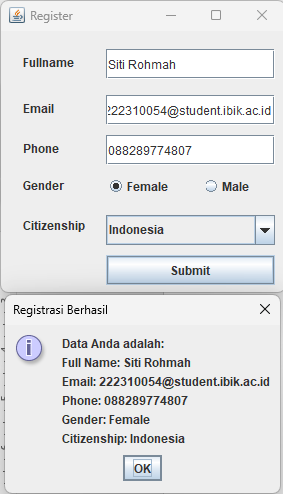 Register
Fullname Siti Rohmah
Email 222310054@student.ibik.ac.id
Phone 088289774807
Gender Female Male
Citizenship Indonesia
Submit
Registrasi Berhasil
Data Anda adalah:
Full Name: Siti Rohmah
Email: 222310054@student.ibik.ac.id
Phone: 088289774807
Gender: Female
Citizenship: Indonesia
OK